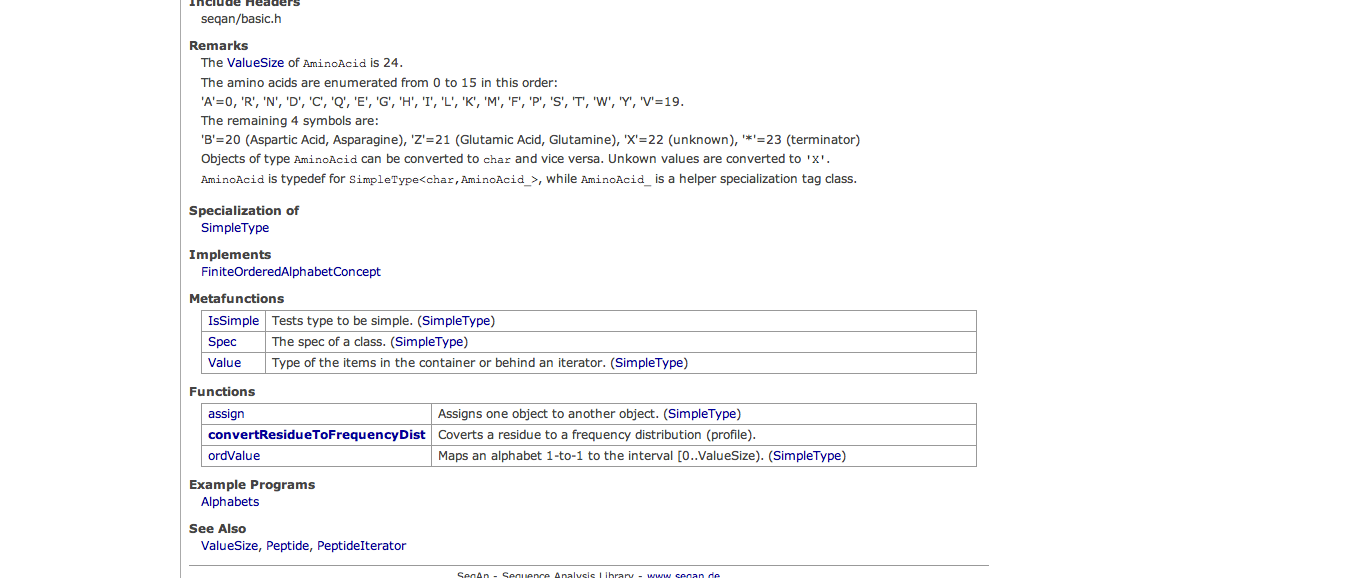 Include Headers
seqan/basic.h
Remarks
The ValueSize of AminoAcid is 24.
The amino acids are enumerated from 0 to 15 in this order:
'A'=0, 'R', 'N', 'D', 'C', 'Q', 'E', 'G', 'H', 'I', 'L', 'K', 'M', 'F', 'P', 'S', 'T', 'W', 'Y', 'V'=19.
The remaining 4 symbols are:
'B'=20 (Aspartic Acid, Asparagine), 'Z'=21 (Glutamic Acid, Glutamine), 'X'=22 (unknown), '*'=23 (terminator)
Objects of type AminoAcid can be converted to char and vice versa. Unkown values are converted to 'X'.
AminoAcid is typedef for SimpleType<char,AminoAcid_>, while AminoAcid_ is a helper specialization tag class.
Specialization of
SimpleType
Implements
FiniteOrderedAlphabetConcept
Metafunctions
IsSimple Tests type to be simple. (SimpleType)
Spec The spec of a class. (SimpleType)
Value Type of the items in the container or behind an iterator. (SimpleType)
Functions
assign Assigns one object to another object. (SimpleType)
convertResidueToFrequencyDist Coverts a residue to a frequency distribution (profile).
ordValue Maps an alphabet 1-to-1 to the interval [0..ValueSize). (SimpleType)
Example Programs
Alphabets
See Also
ValueSize, Peptide, PeptideIterator
SeqAn - Sequence Analysis Library - www.seqan.de